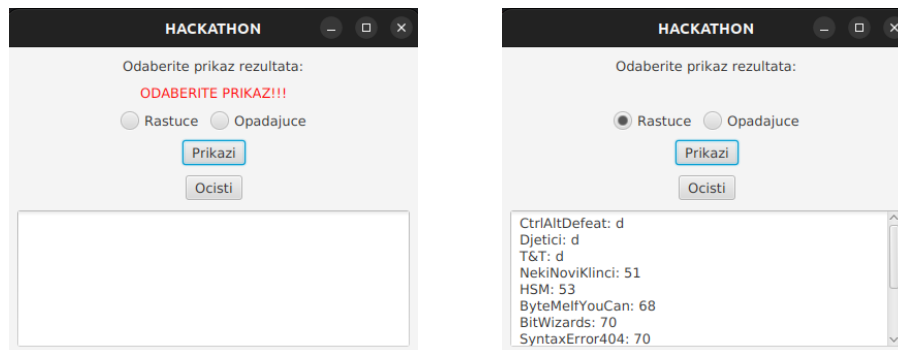 HACKATHON
Odaberite prikaz rezultata:
ODABERITE PRIKAZ!!!
Rastuce Opadajuce
Prikazi
Ocisti
HACKATHON
Odaberite prikaz rezultata:
Rastuce Opadajuce
Prikazi
Ocisti
CtrlAltDefeat: d
Djetici: d
T&T: d
NekiNoviKlinci: 51
HSM: 53
ByteMeIfYouCan: 68
BitWizards: 70
SyntaxError404: 70